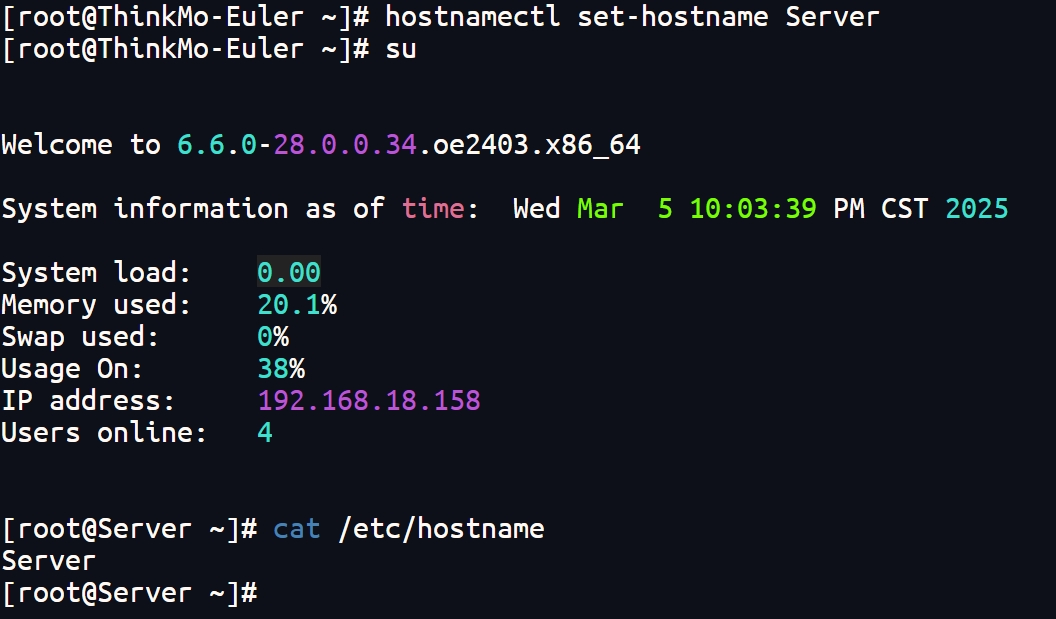 [root@ThinkMo-Euler ~]# hostnamectl set-hostname Server
[root@ThinkMo-Euler ~]# su
Welcome to 6.6.0-28.0.0.34.oe2403.x86_64
System information as of time:  Wed Mar  5 10:03:39 PM CST 2025
System load:    0.00
Memory used:    20.1%
Swap used:      0%
Usage On:       38%
IP address:     192.168.18.158
Users online:   4
[root@Server ~]# cat /etc/hostname
Server
[root@Server ~]#